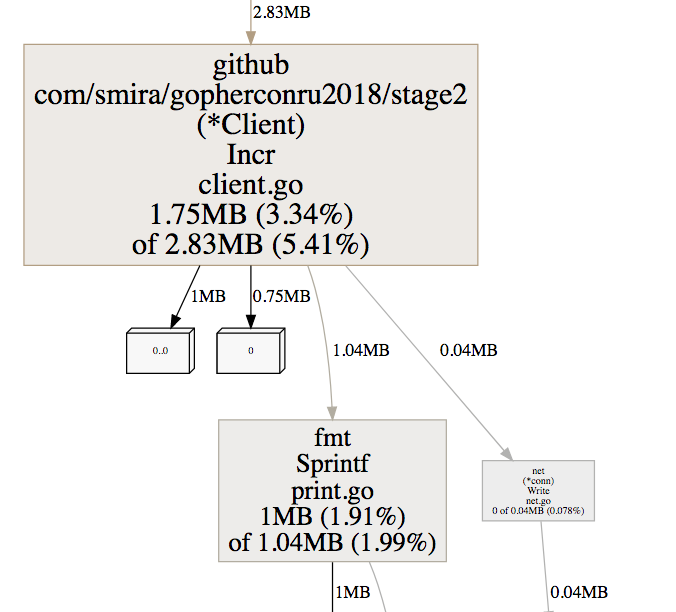 2.83MB
github
com/smira/gopherconru2018/stage2
(*Client)
Incr
client.go
1.75MB (3.34%)
of 2.83MB (5.41%)
1MB
0.75MB
0..0
0
1.04MB
0.04MB
fmt
Sprintf
print.go
1MB (1.91%)
of 1.04MB (1.99%)
net
(*conn)
Write
net.go
0 of 0.04MB (0.078%)
1MB
0.04MB